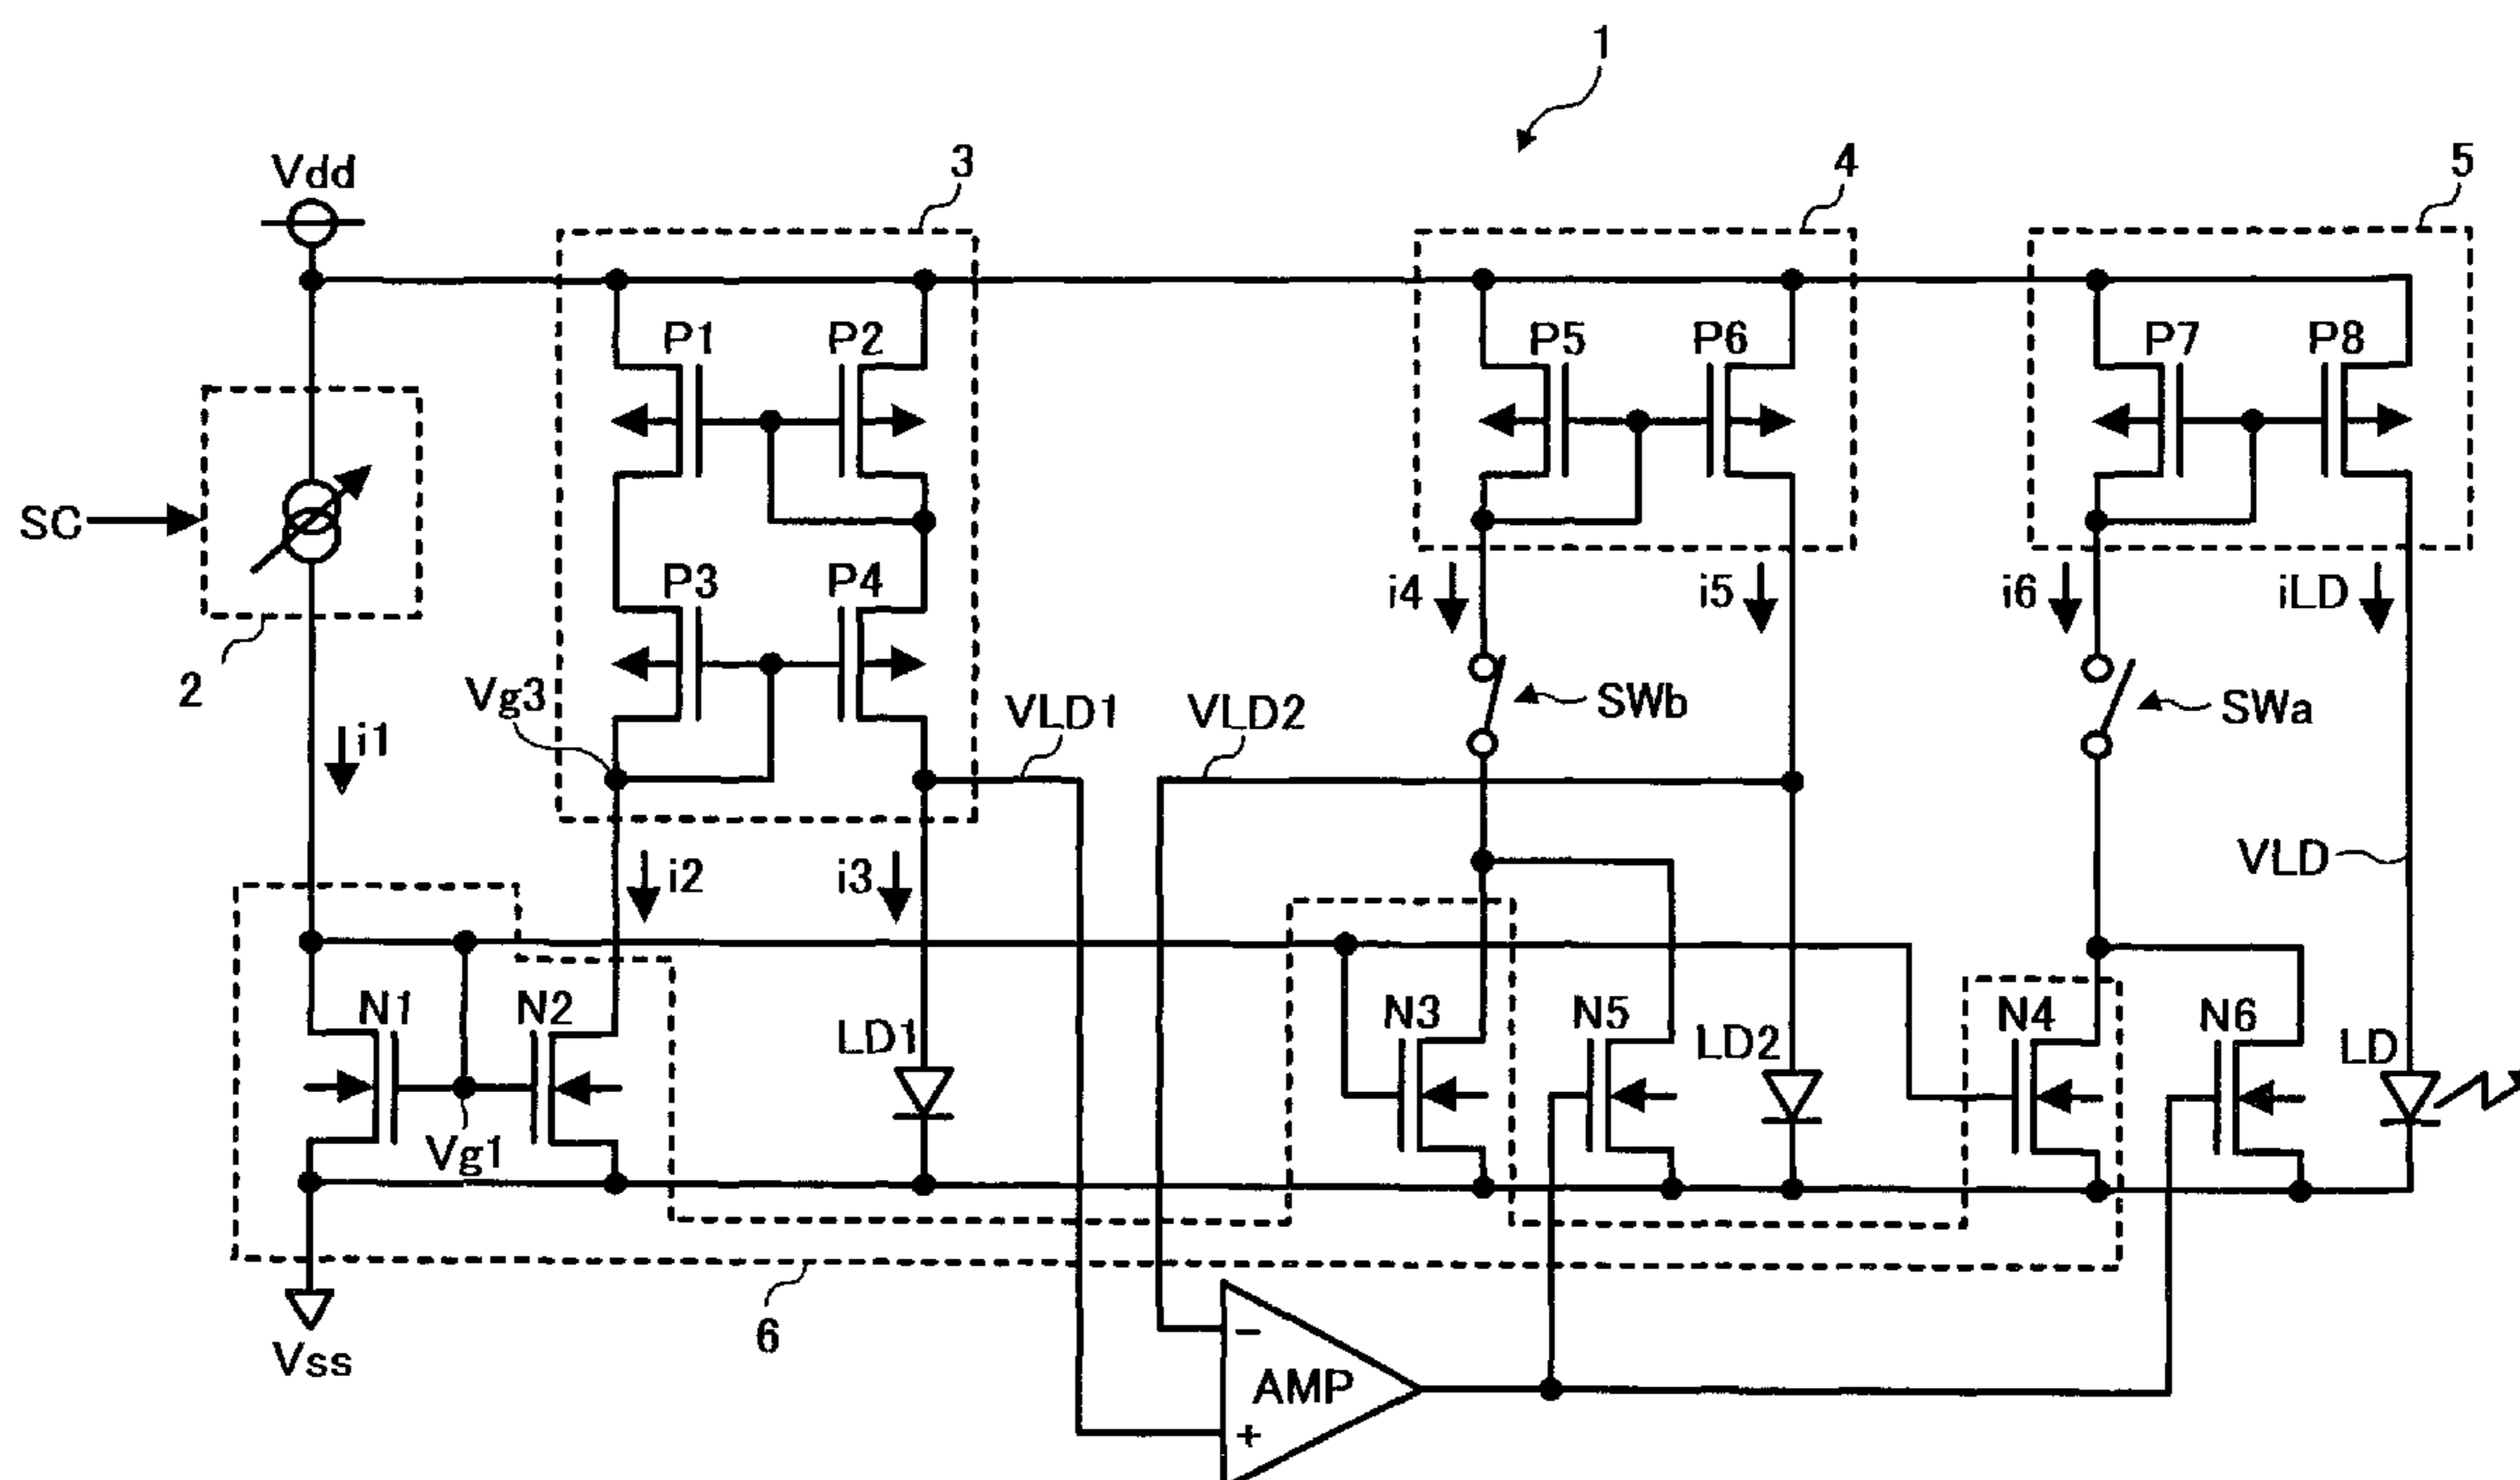 1
Vdd
3
4
5
P1
P2
P5
P6
P7
P8
SC
2
P3
P4
i4
i5
i6
iLD
Vg3
VLD1
VLD2
SWb
SWa
i1
i2
i3
VLD
N1
N2
LD1
N3
N5
LD2
N4
N6
LD
Vg1
Vss
6
−
AMP
+